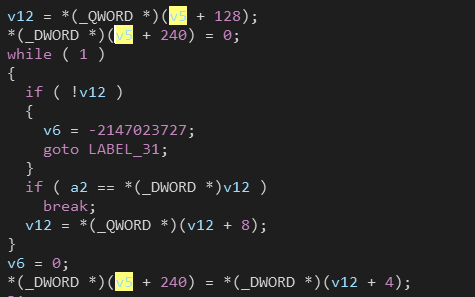 v12 = *(_QWORD *)(v5 + 128);
*(_DWORD *)(v5 + 240) = 0;
while ( 1 )
{
  if ( !v12 )
  {
    v6 = -2147023727;
    goto LABEL_31;
  }
  if ( a2 == *(_DWORD *)v12 )
    break;
  v12 = *(_QWORD *)(v12 + 8);
}
v6 = 0;
*(_DWORD *)(v5 + 240) = *(_DWORD *)(v12 + 4);